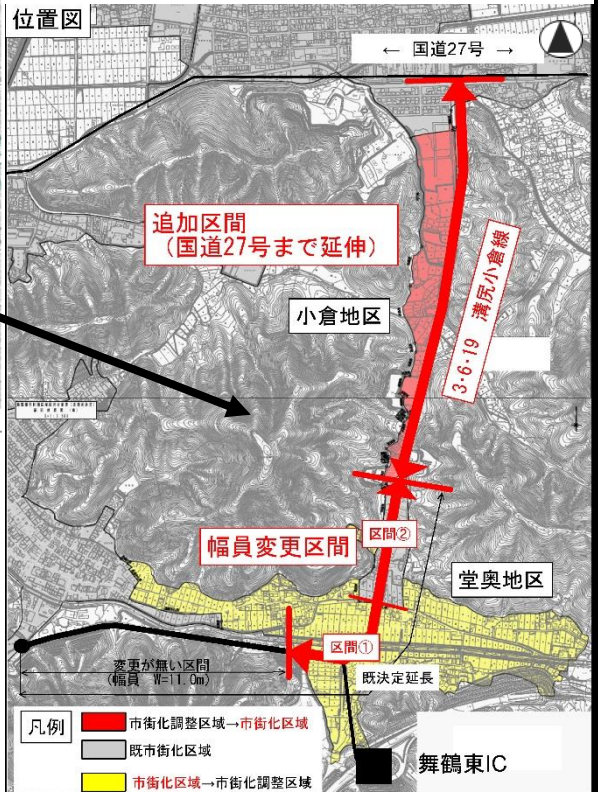 位置図
← 国道27号 →
追加区間
（国道27号まで延伸）
小倉地区
3・6・19 溝尻小倉線
幅員変更区間
区間②
堂奥地区
区間①
変更が無い区間
(幅員 W=11.0m)
既決定延長
凡例
市街化調整区域→市街化区域
既市街化区域
市街化区域→市街化調整区域
舞鶴東IC